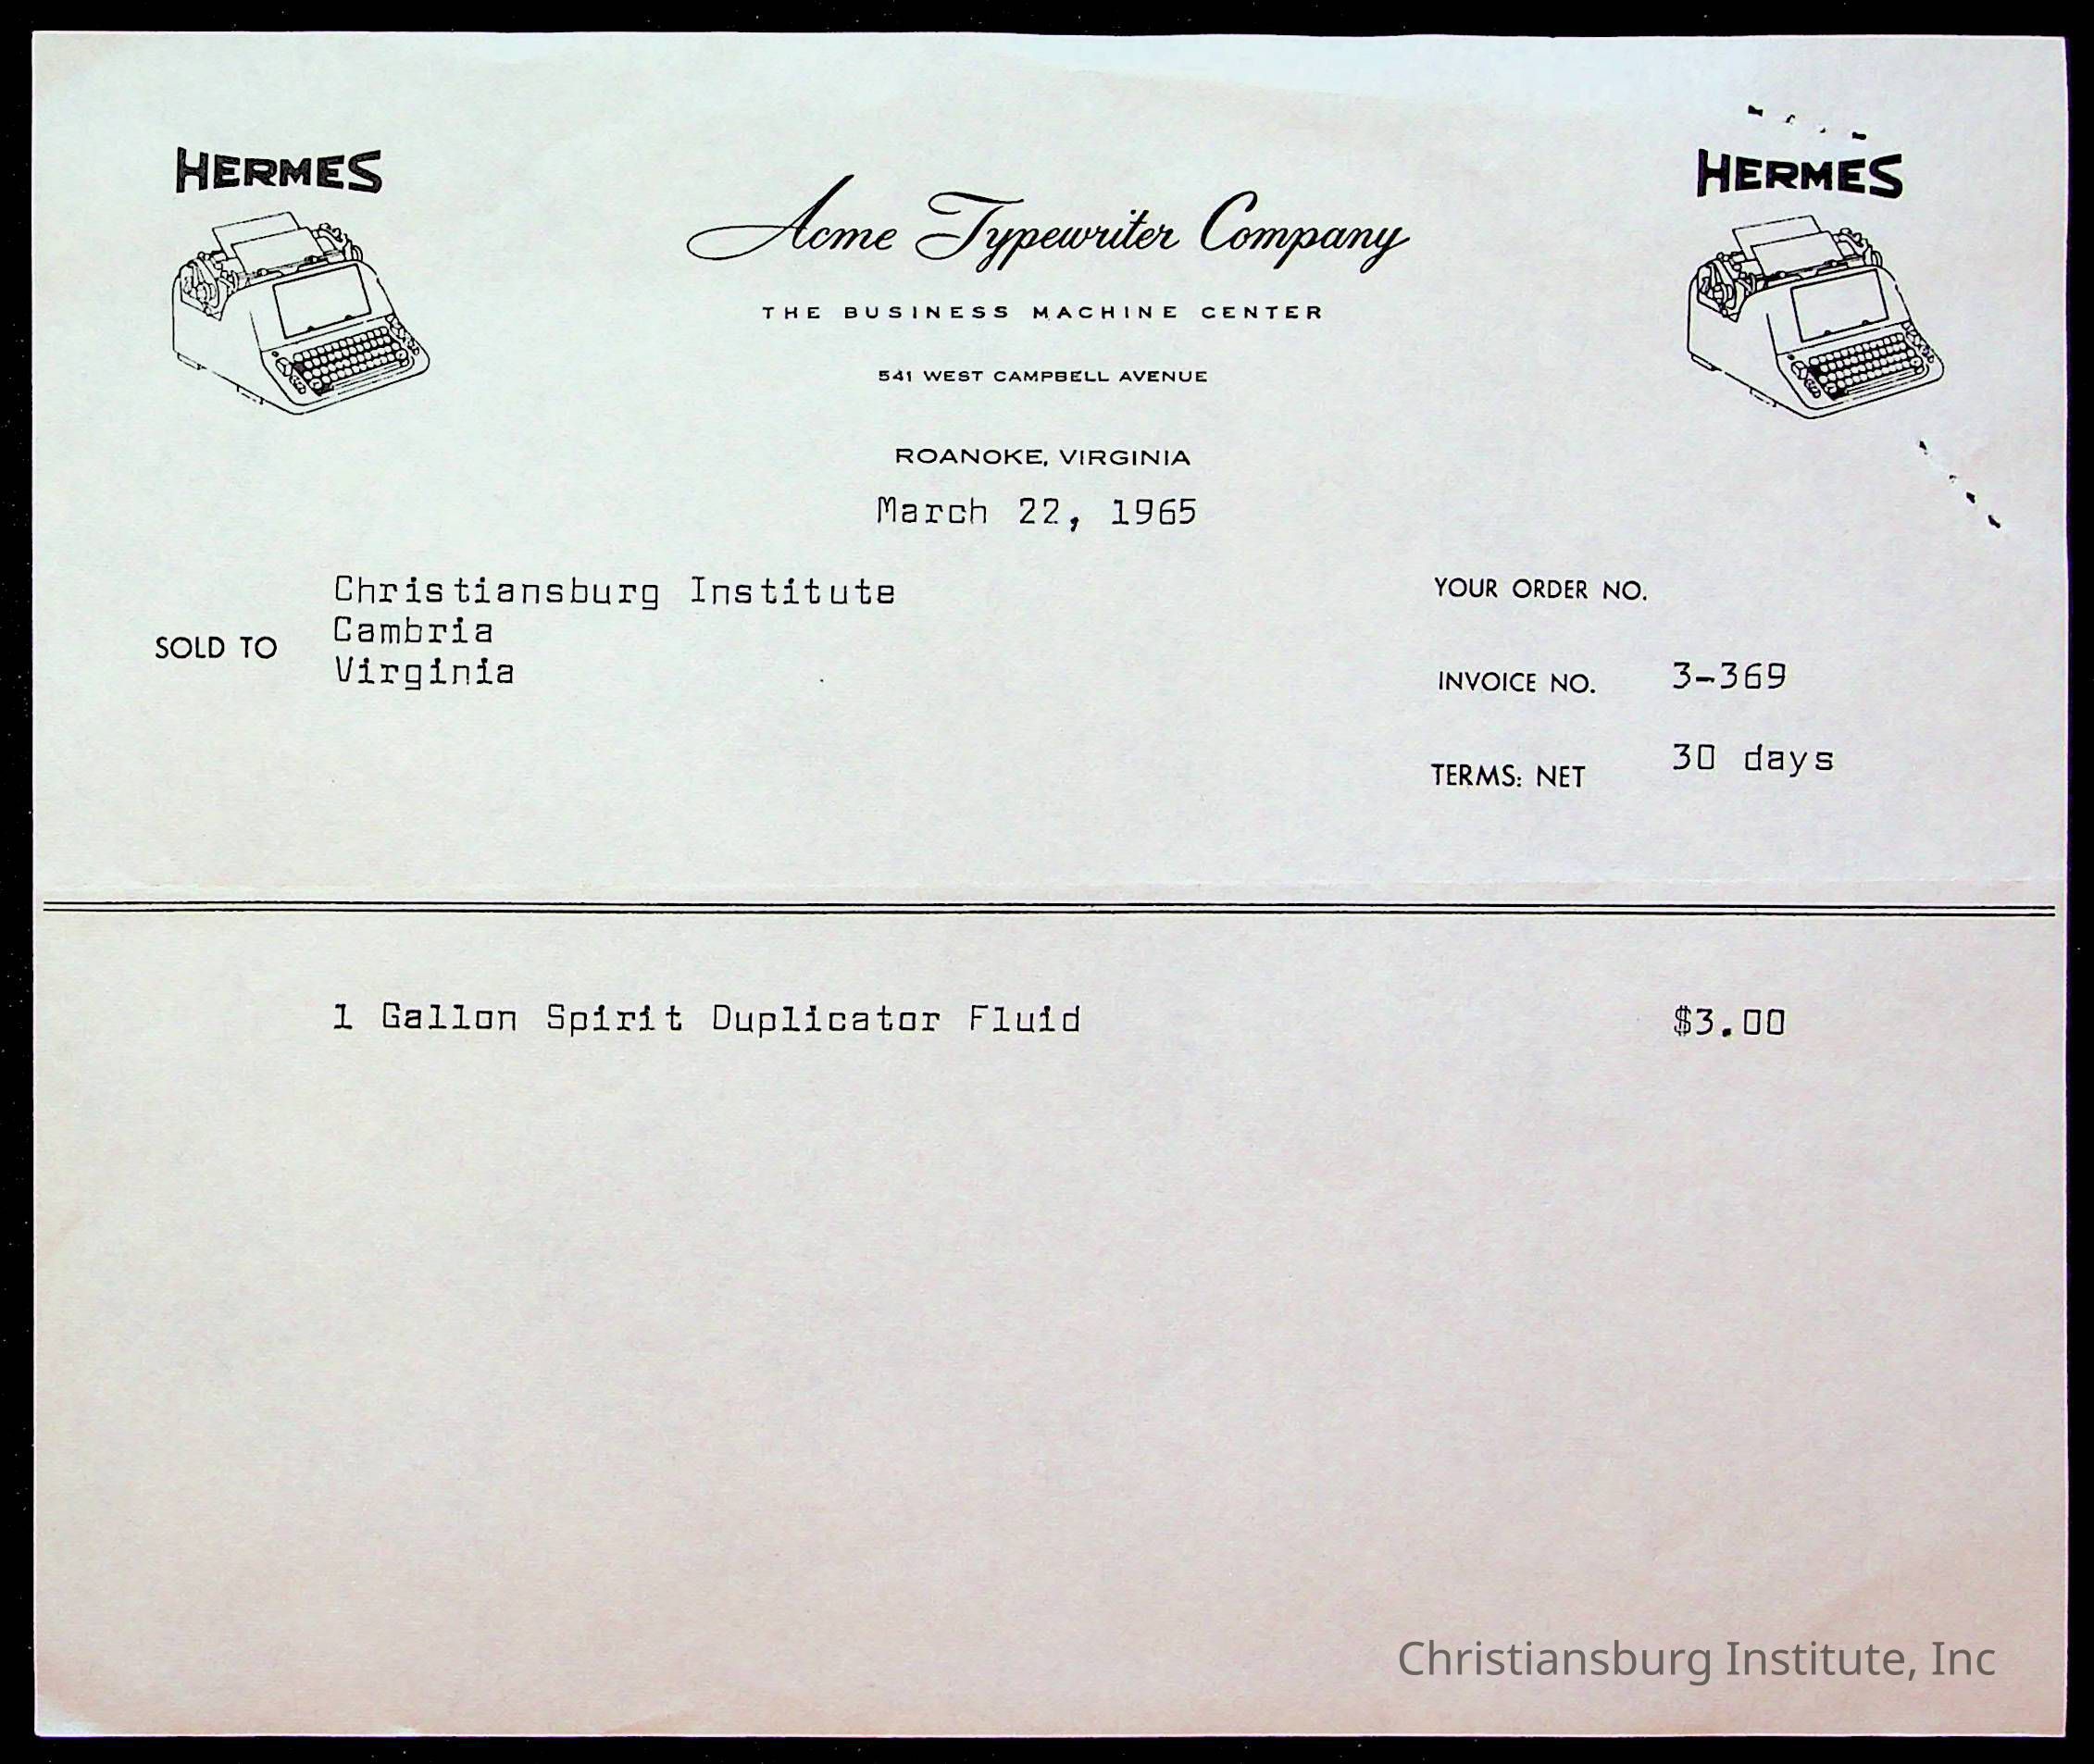 HERMES
HERMES
Acme Typewriter Company
THE BUSINESS MACHINE CENTER
541 WEST CAMPBELL AVENUE
ROANOKE, VIRGINIA
March 22, 1965
SOLD TO
Christiansburg Institute
Cambria
Virginia
YOUR ORDER NO.
INVOICE NO. 3-369
TERMS: NET 30 days
1 Gallon Spirit Duplicator Fluid $3.00
Christiansburg Institute, Inc